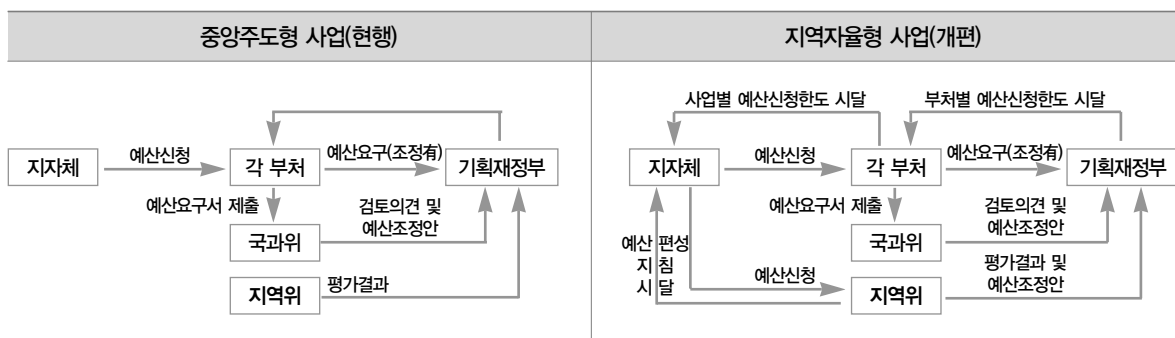 중앙주도형 사업(현행)
지역자율형 사업(개편)
지자체
예산신청
각 부처
예산요구(조정有)
기획재정부
예산요구서 제출
국과위
검토의견 및
예산조정안
지역위
평가결과
사업별 예산신청한도 시달
부처별 예산신청한도 시달
지자체
예산신청
각 부처
예산요구(조정有)
기획재정부
예산요구서 제출
국과위
검토의견 및
예산조정안
예산 편성
지 침
시 달
예산신청
지역위
평가결과 및
예산조정안